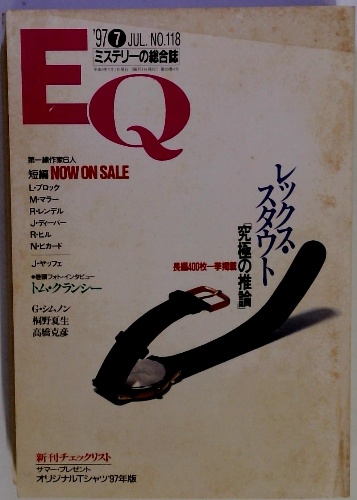 '97 7 JUL. NO.118
ミステリーの総合誌
EQ
第一線作家6人
短編 NOW ON SALE
L・ブロック
M・マラー
R・レンデル
J・ディーバー
R・ヒル
N・ピカード
J・ヤッフェ
●巻頭フォト・インタビュー
トム・クランシー
G・シムノン
桐野夏生
高橋克彦
レックス・
スタウト
「究極の推論」
長編400枚一挙掲載
新刊チェックリスト
サマー・プレゼント
オリジナルTシャツ'97年版